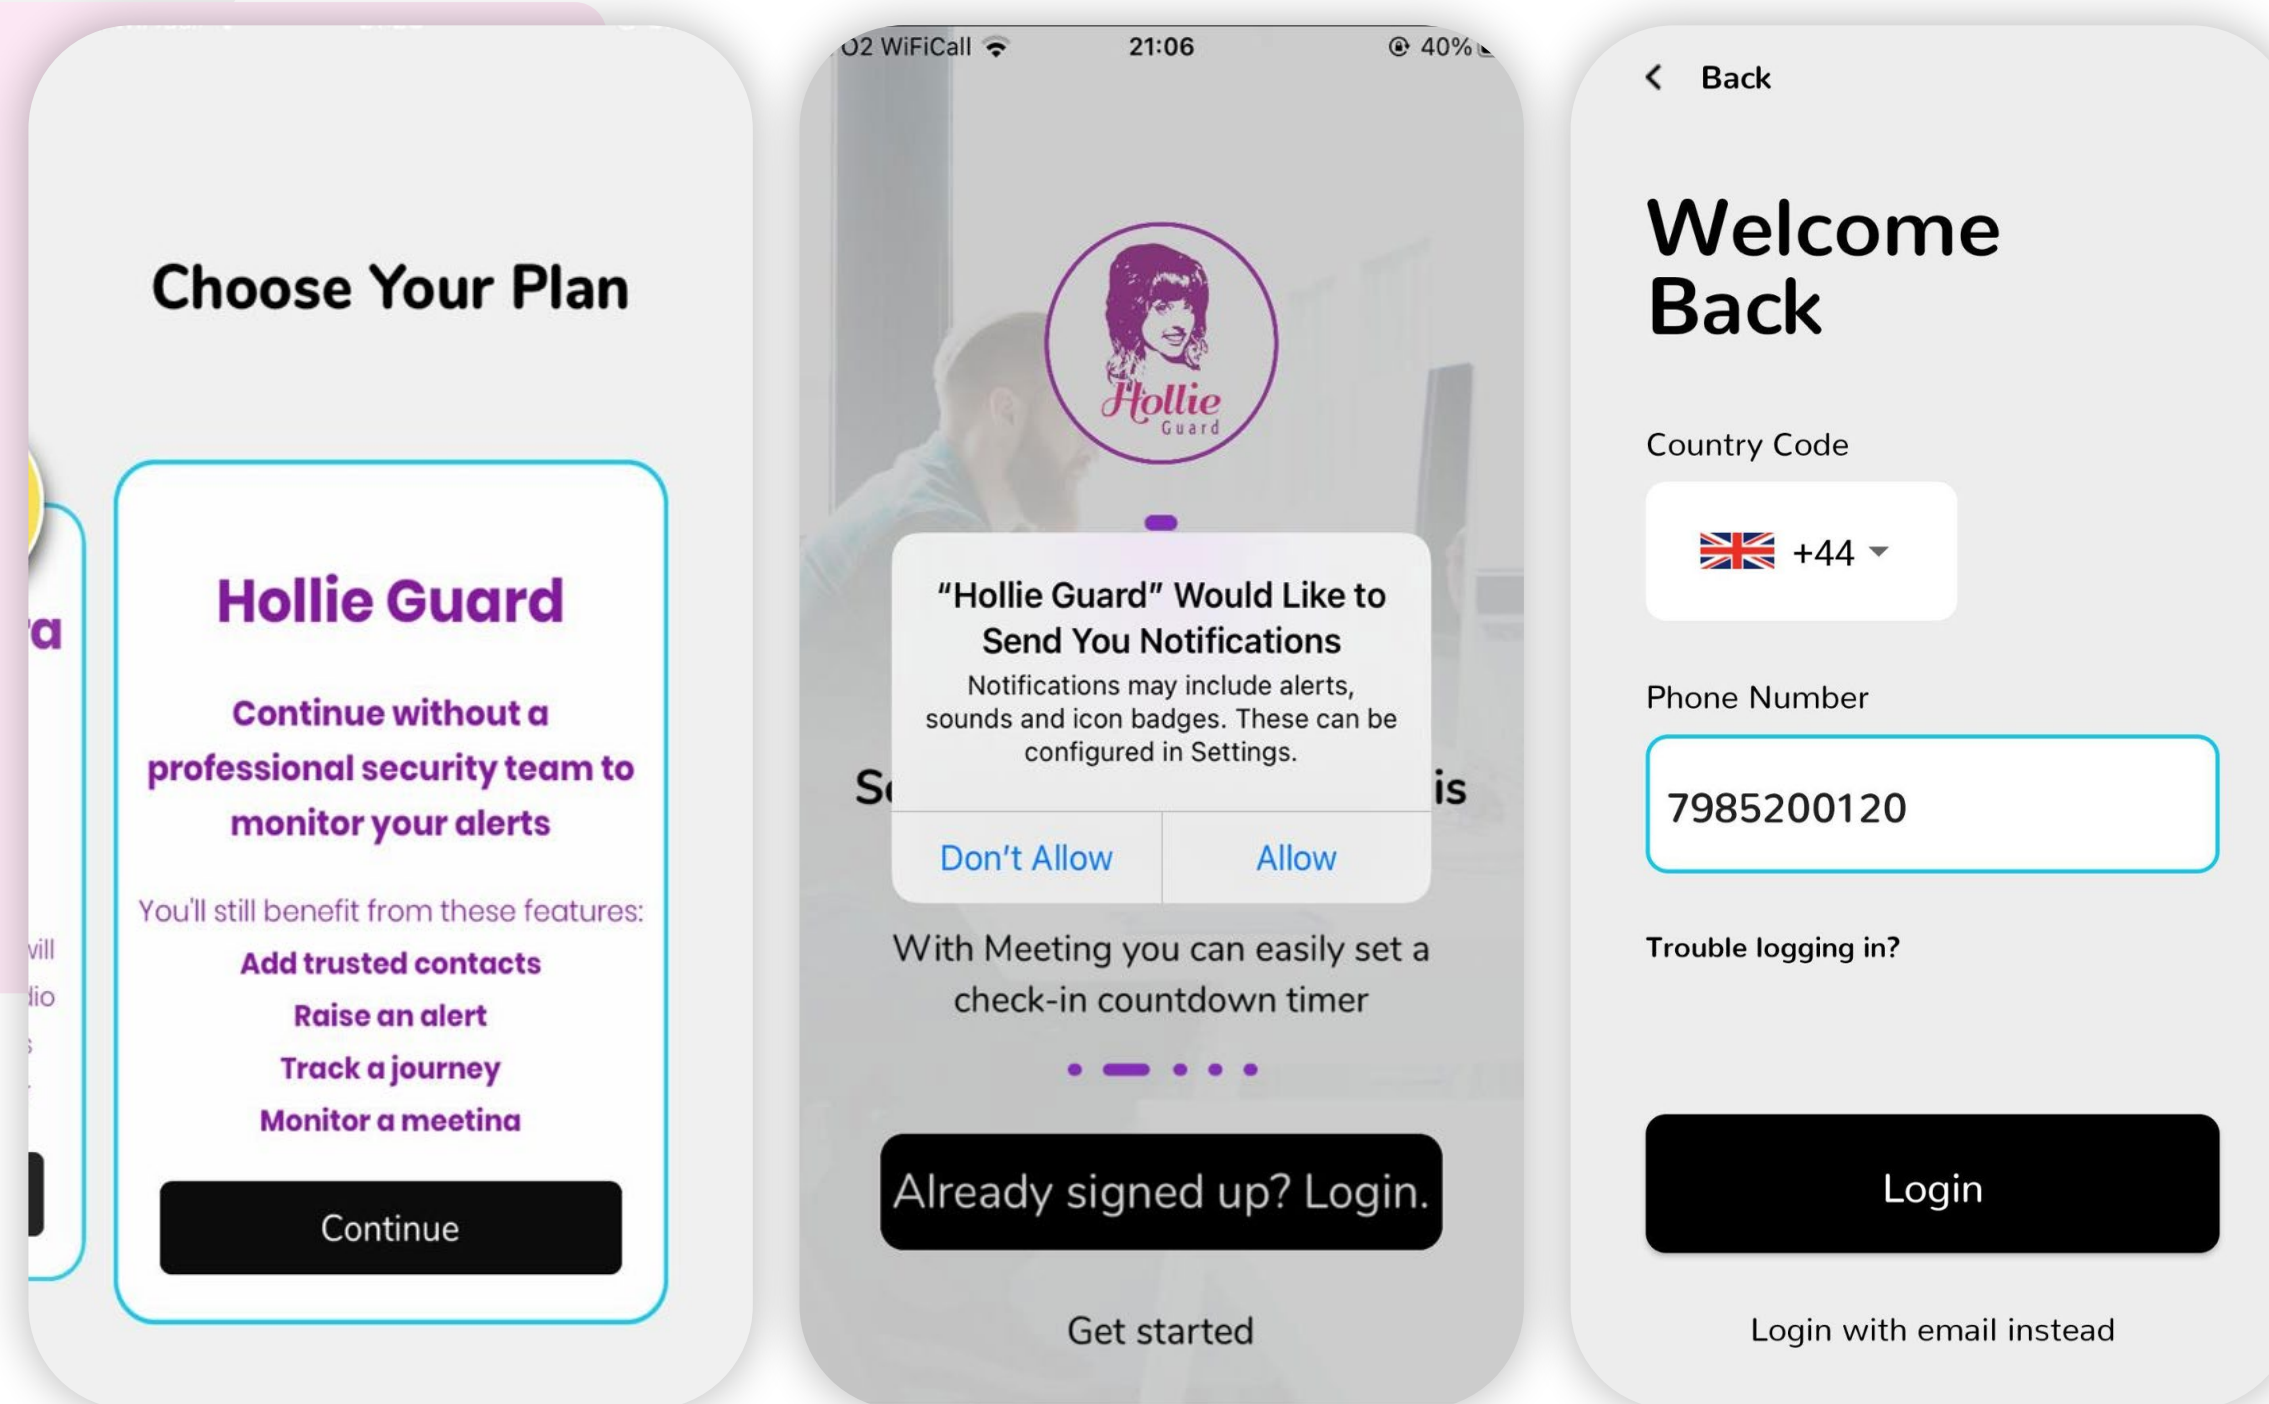 Choose Your Plan
Hollie Guard
Continue without a
professional security team to
monitor your alerts
You'll still benefit from these features:
Add trusted contacts
Raise an alert
Track a journey
Monitor a meeting
Continue
O2 WiFiCall 21:06 40%
Hollie
Guard
“Hollie Guard” Would Like to
Send You Notifications
Notifications may include alerts,
sounds and icon badges. These can be
configured in Settings.
is
Don't Allow Allow
With Meeting you can easily set a
check-in countdown timer
Already signed up? Login.
Get started
Back
Welcome
Back
Country Code
+44
Phone Number
7985200120
Trouble logging in?
Login
Login with email instead